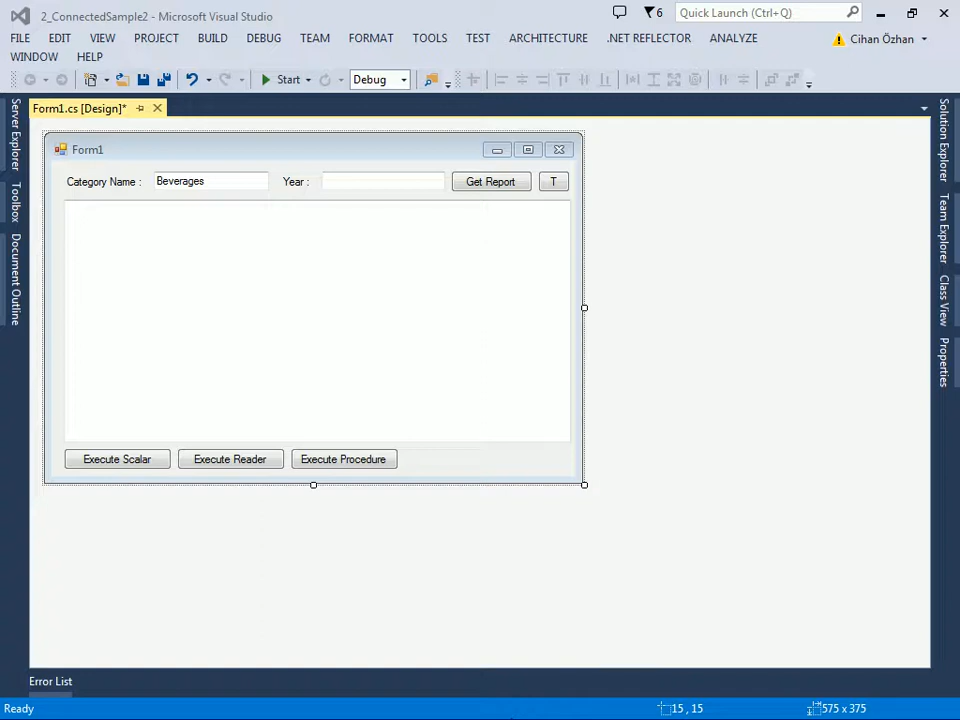 2_ConnectedSample2 - Microsoft Visual Studio
6
Quick Launch (Ctrl+Q)
FILE EDIT VIEW PROJECT BUILD DEBUG TEAM FORMAT TOOLS TEST ARCHITECTURE .NET REFLECTOR ANALYZE
Cihan Özhan
WINDOW HELP
Start Debug
Form1.cs [Design]*
Server Explorer
Toolbox
Document Outline
Form1
Category Name : Beverages Year : Get Report T
Execute Scalar Execute Reader Execute Procedure
Solution Explorer
Team Explorer
Class View
Properties
Error List
Ready 15 , 15 575 x 375